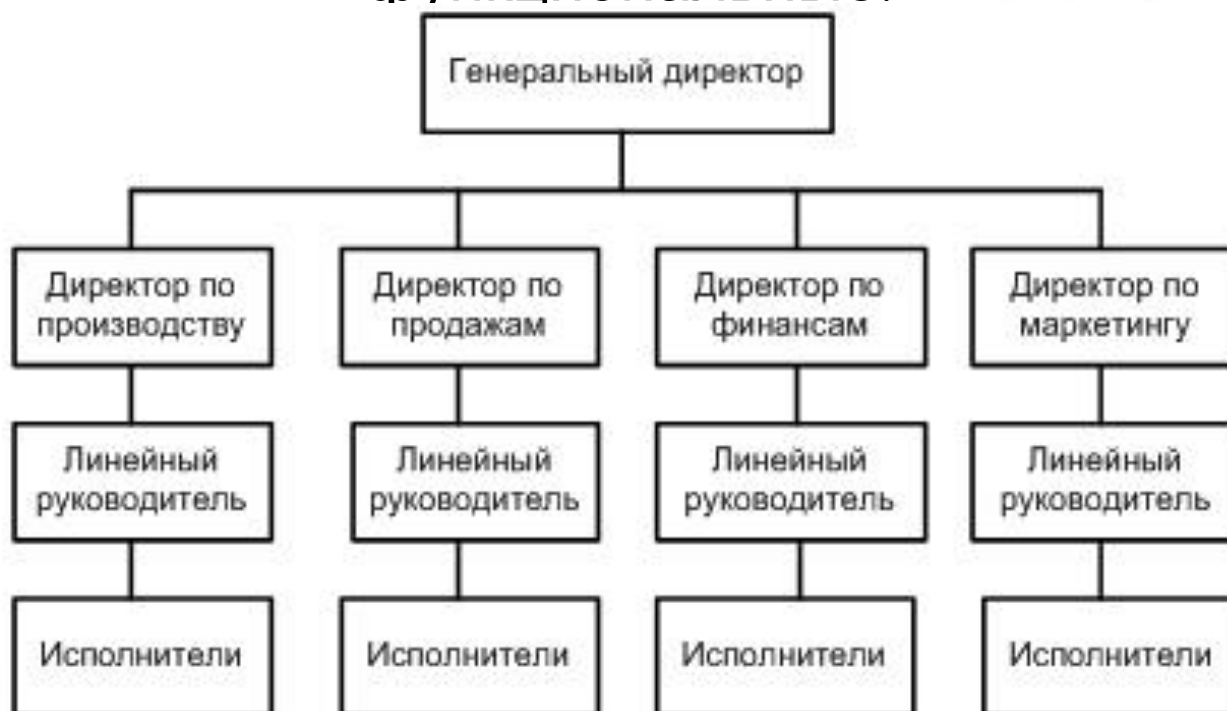 Генеральный директор
Директор по
производству
Директор по
продажам
Директор по
финансам
Директор по
маркетингу
Линейный
руководитель
Линейный
руководитель
Линейный
руководитель
Линейный
руководитель
Исполнители
Исполнители
Исполнители
Исполнители